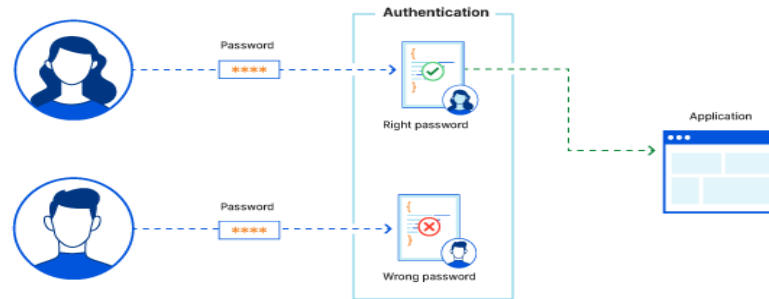 Authentication
Password
****
Right password
Application
Password
****
Wrong password